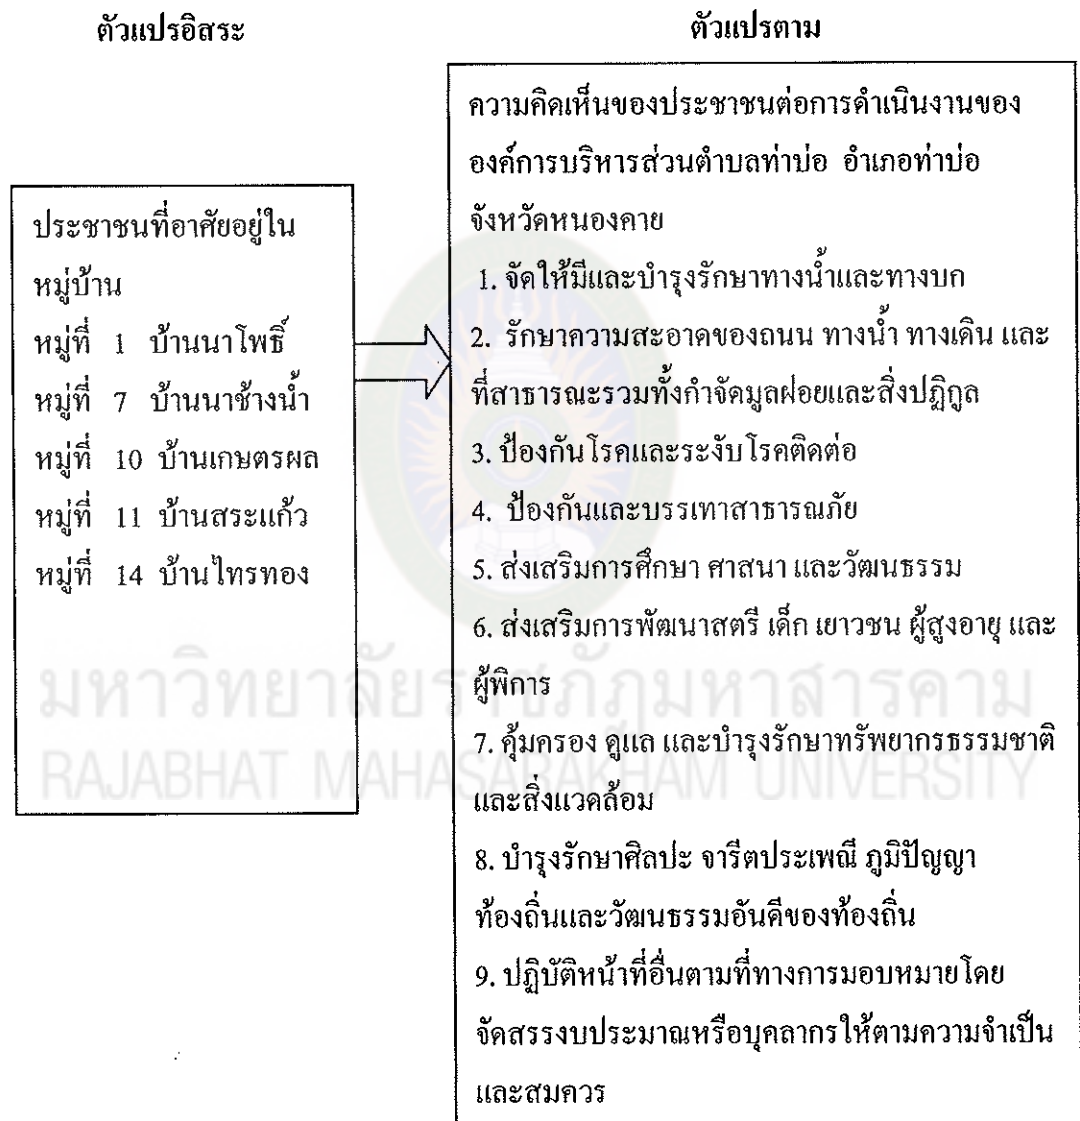 ตัวแปรอิสระ
ตัวแปรตาม
ประชาชนที่อาศัยอยู่ใน
หมู่บ้าน
หมู่ที่ 1 บ้านนาโพธิ์
หมู่ที่ 7 บ้านนาช้างน้ำ
หมู่ที่ 10 บ้านเกษตรผล
หมู่ที่ 11 บ้านสระแก้ว
หมู่ที่ 14 บ้านไทรทอง
ความคิดเห็นของประชาชนต่อการดำเนินงานของ
องค์การบริหารส่วนตำบลท่าบ่อ อำเภอท่าบ่อ
จังหวัดหนองคาย
1. จัดให้มีและบำรุงรักษาทางน้ำและทางบก
2. รักษาความสะอาดของถนน ทางน้ำ ทางเดิน และ
ที่สาธารณะรวมทั้งกำจัดมูลฝอยและสิ่งปฏิกูล
3. ป้องกันโรคและระงับโรคติดต่อ
4. ป้องกันและบรรเทาสาธารณภัย
5. ส่งเสริมการศึกษา ศาสนา และวัฒนธรรม
6. ส่งเสริมการพัฒนาสตรี เด็ก เยาวชน ผู้สูงอายุ และ
ผู้พิการ
7. คุ้มครอง ดูแล และบำรุงรักษาทรัพยากรธรรมชาติ
และสิ่งแวดล้อม
8. บำรุงรักษาศิลปะ จารีตประเพณี ภูมิปัญญา
ท้องถิ่นและวัฒนธรรมอันดีของท้องถิ่น
9. ปฏิบัติหน้าที่อื่นตามที่ทางการมอบหมายโดย
จัดสรรงบประมาณหรือบุคลากรให้ตามความจำเป็น
และสมควร
มหาวิทยาลัยราชภัฏมหาสารคาม
RAJABHAT MAHASARAKHAM UNIVERSITY